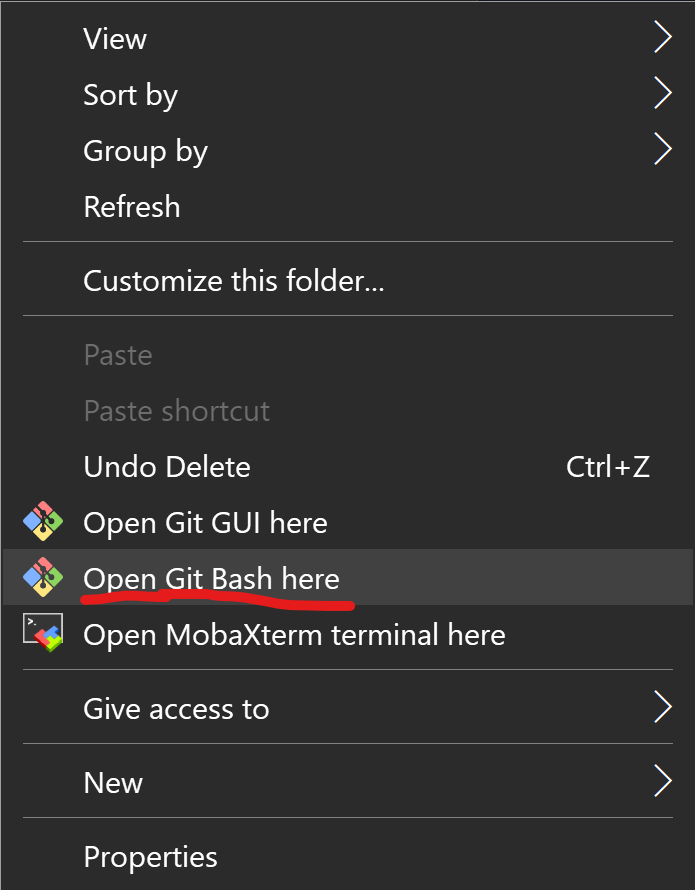 View
Sort by
Group by
Refresh
Customize this folder...
Paste
Paste shortcut
Undo Delete Ctrl+Z
Open Git GUI here
Open Git Bash here
Open MobaXterm terminal here
Give access to
New
Properties